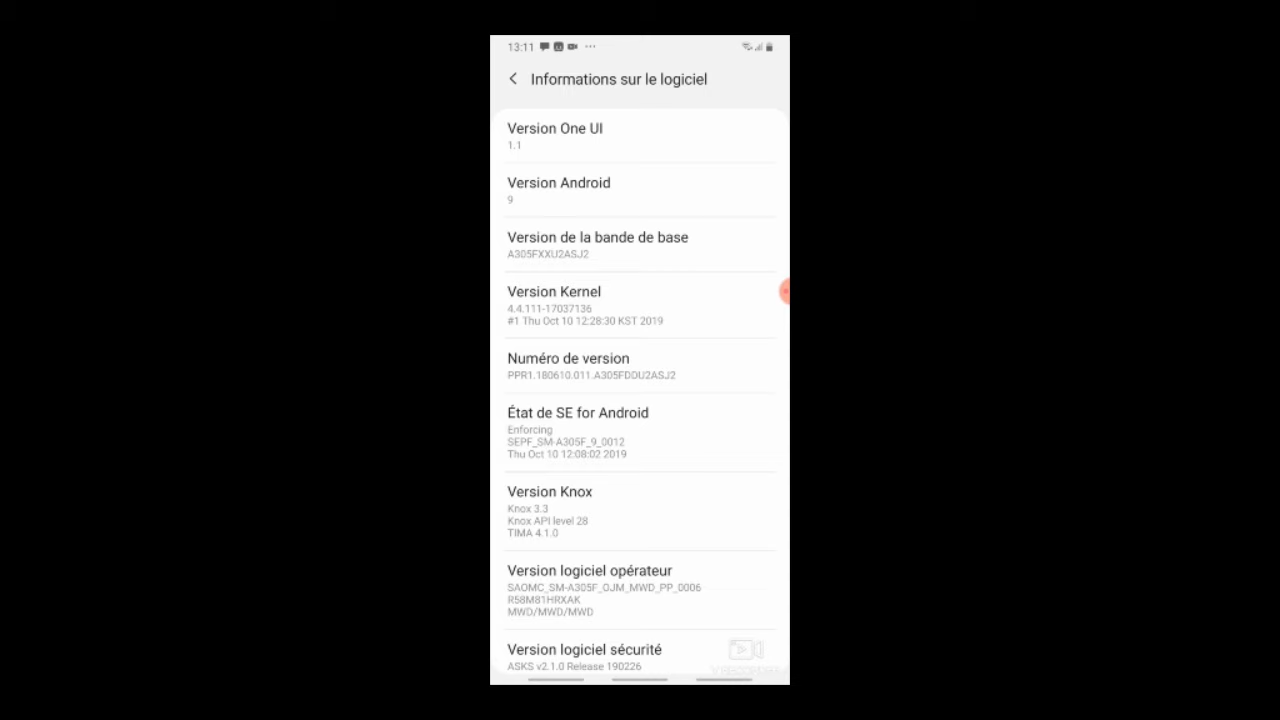 13:11
Informations sur le logiciel
Version One UI
1.1
Version Android
9
Version de la bande de base
A305FXXU2ASJ2
Version Kernel
4.4.111-17037136
#1 Thu Oct 10 12:28:30 KST 2019
Numéro de version
PPR1.180610.011.A305FDDU2ASJ2
État de SE for Android
Enforcing
SEPF_SM-A305F_9_0012
Thu Oct 10 12:08:02 2019
Version Knox
Knox 3.3
Knox API level 28
TIMA 4.1.0
Version logiciel opérateur
SAOMC_SM-A305F_OJM_MWD_PP_0006
R58M81HRXAK
MWD/MWD/MWD
Version logiciel sécurité
ASKS v2.1.0 Release 190226